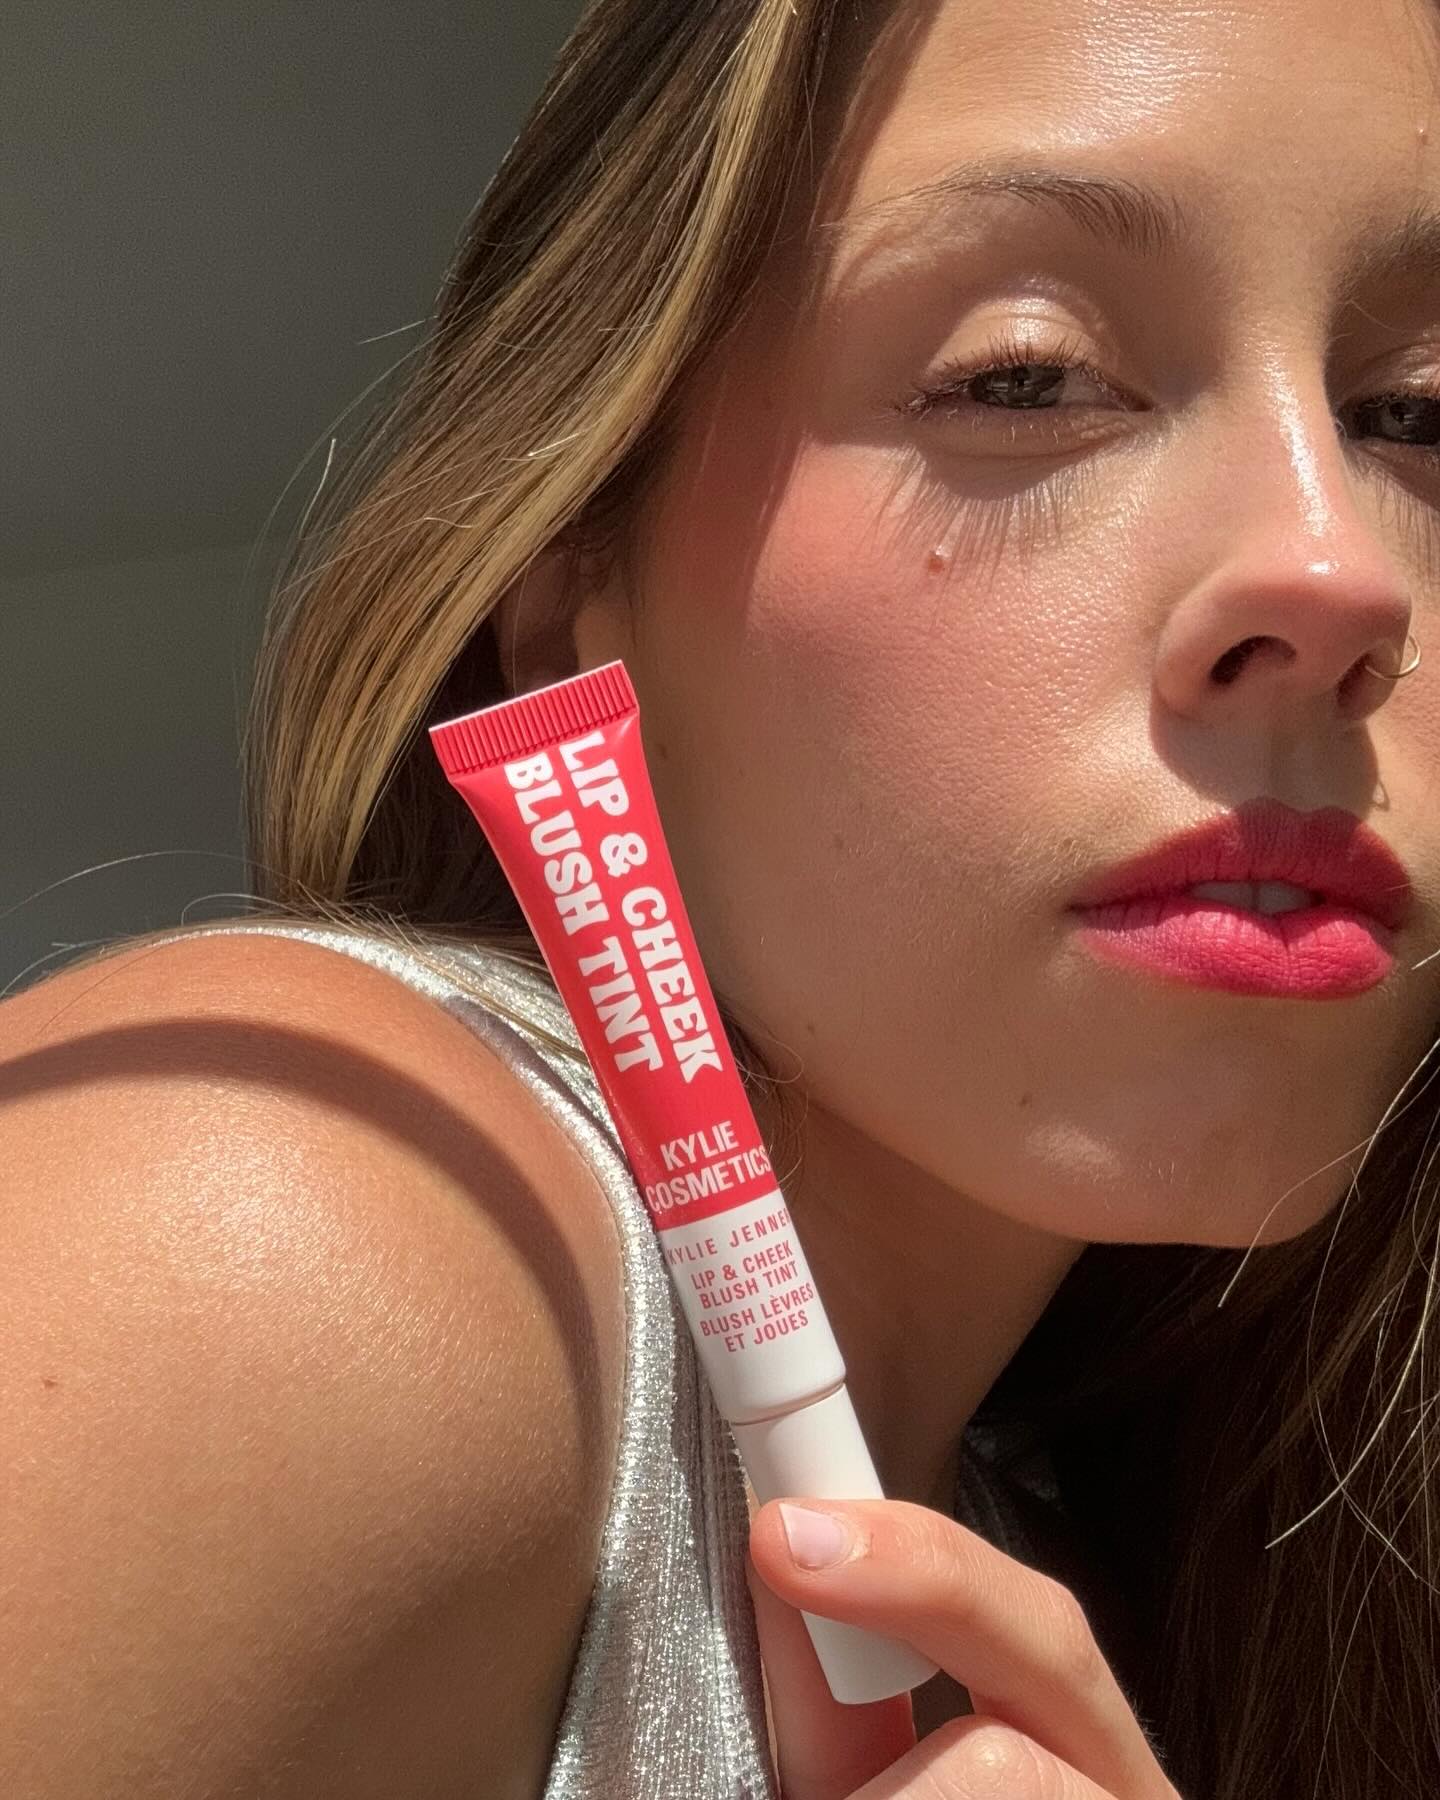 LIP & CHEEK
BLUSH TINT
KYLIE
COSMETICS
KYLIE JENNER
LIP & CHEEK
BLUSH TINT
BLUSH LÈVRES
ET JOUES